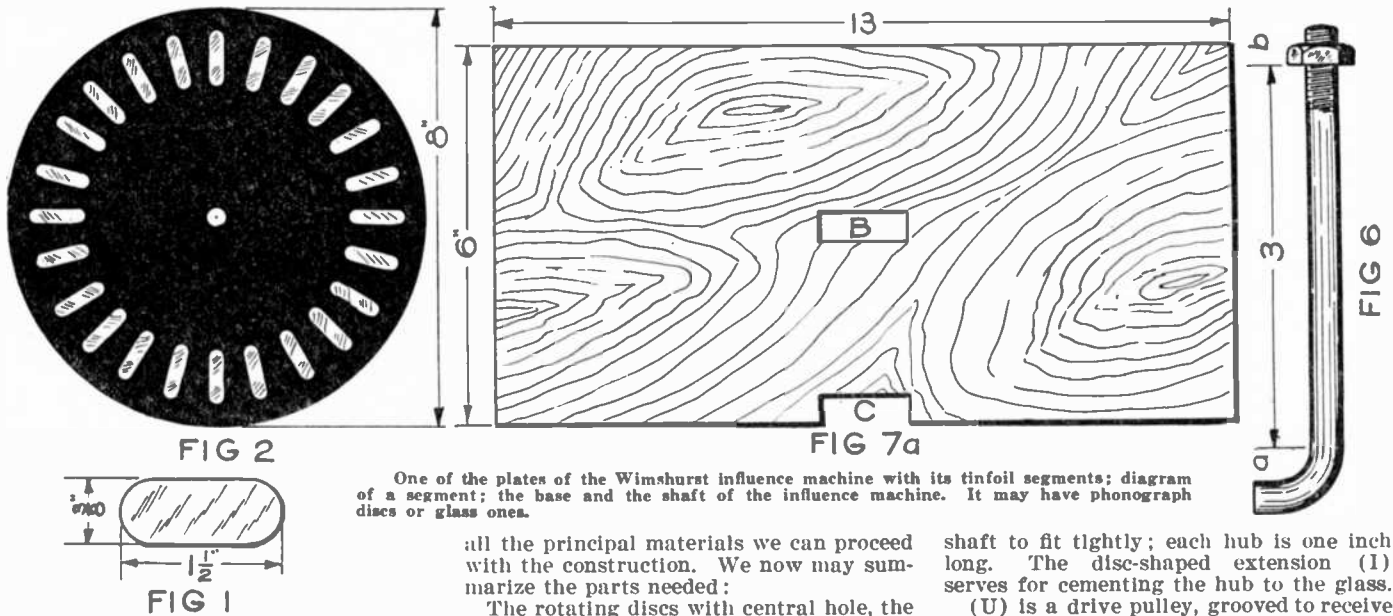 8"
FIG 2
1 1/2"
FIG 1
13
6"
B
C
FIG 7a
b
3
a
FIG 6
One of the plates of the Wimshurst influence machine with its tinfoil segments; diagram
of a segment; the base and the shaft of the influence machine. It may have phonograph
discs or glass ones.
all the principal materials we can proceed
with the construction. We now may sum-
marize the parts needed:
The rotating discs with central hole, the
shaft to fit tightly; each hub is one inch
long. The disc-shaped extension (I)
serves for cementing the hub to the glass.
(U) is a drive pulley, grooved to receive